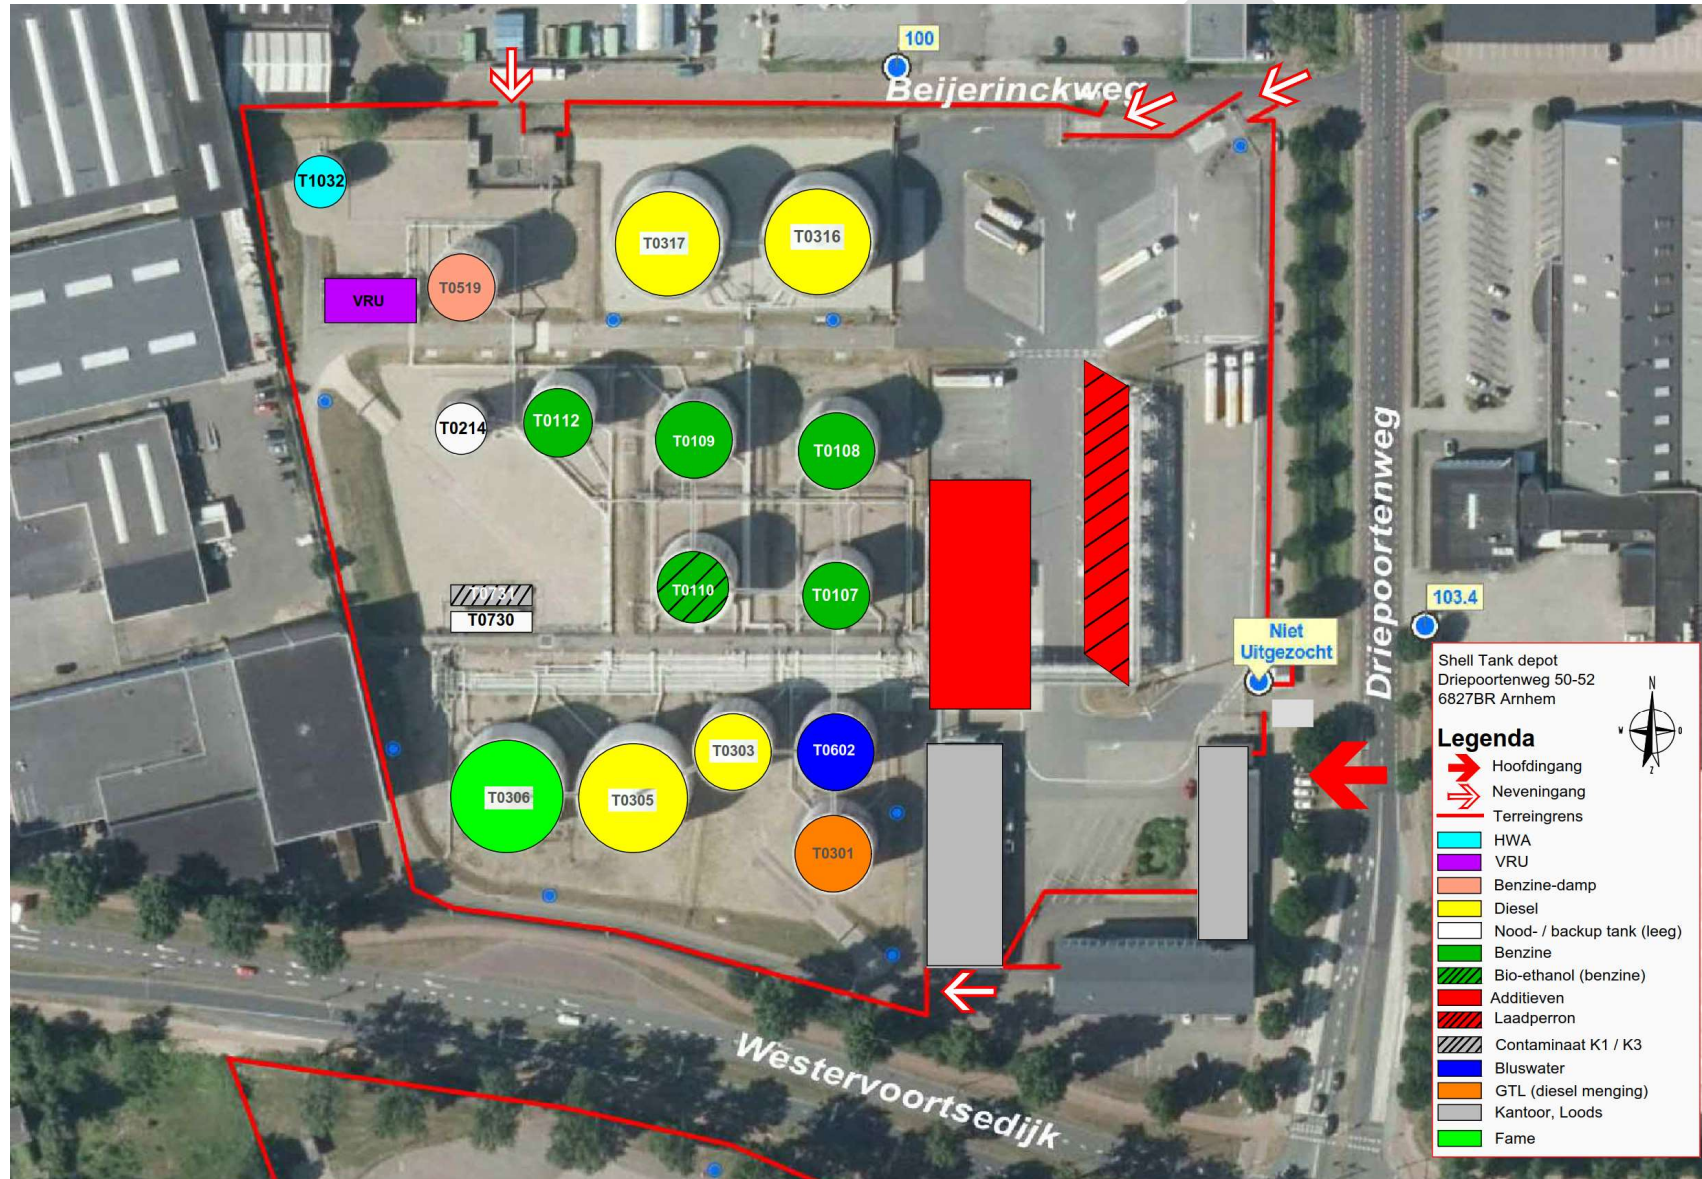 100
Beijerinckweg
T1032
T0317
T0316
VRU
T0519
T0214
T0112
T0109
T0108
T0731
T0730
T0110
T0107
Driepoortenweg
103.4
Niet
Uitgezocht
T0306
T0305
T0303
T0602
T0301
Westervoortsedijk
Shell Tank depot
Driepoortenweg 50-52
6827BR Arnhem
N
W
O
Z
Legenda
Hoofdingang
Neveningang
Terreingrens
HWA
VRU
Benzine-damp
Diesel
Nood- / backup tank (leeg)
Benzine
Bio-ethanol (benzine)
Additieven
Laadperron
Contaminaat K1 / K3
Bluswater
GTL (diesel menging)
Kantoor, Loods
Fame